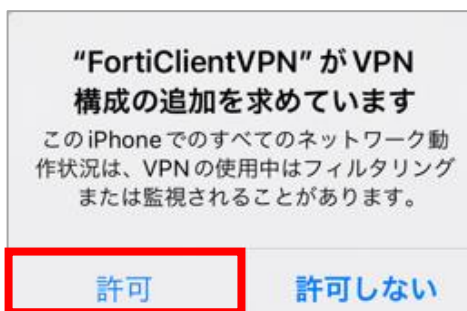 “FortiClientVPN” が VPN
構成の追加を求めています
この iPhone でのすべてのネットワーク動
作状況は、VPN の使用中はフィルタリング
または監視されることがあります。
許可 許可しない